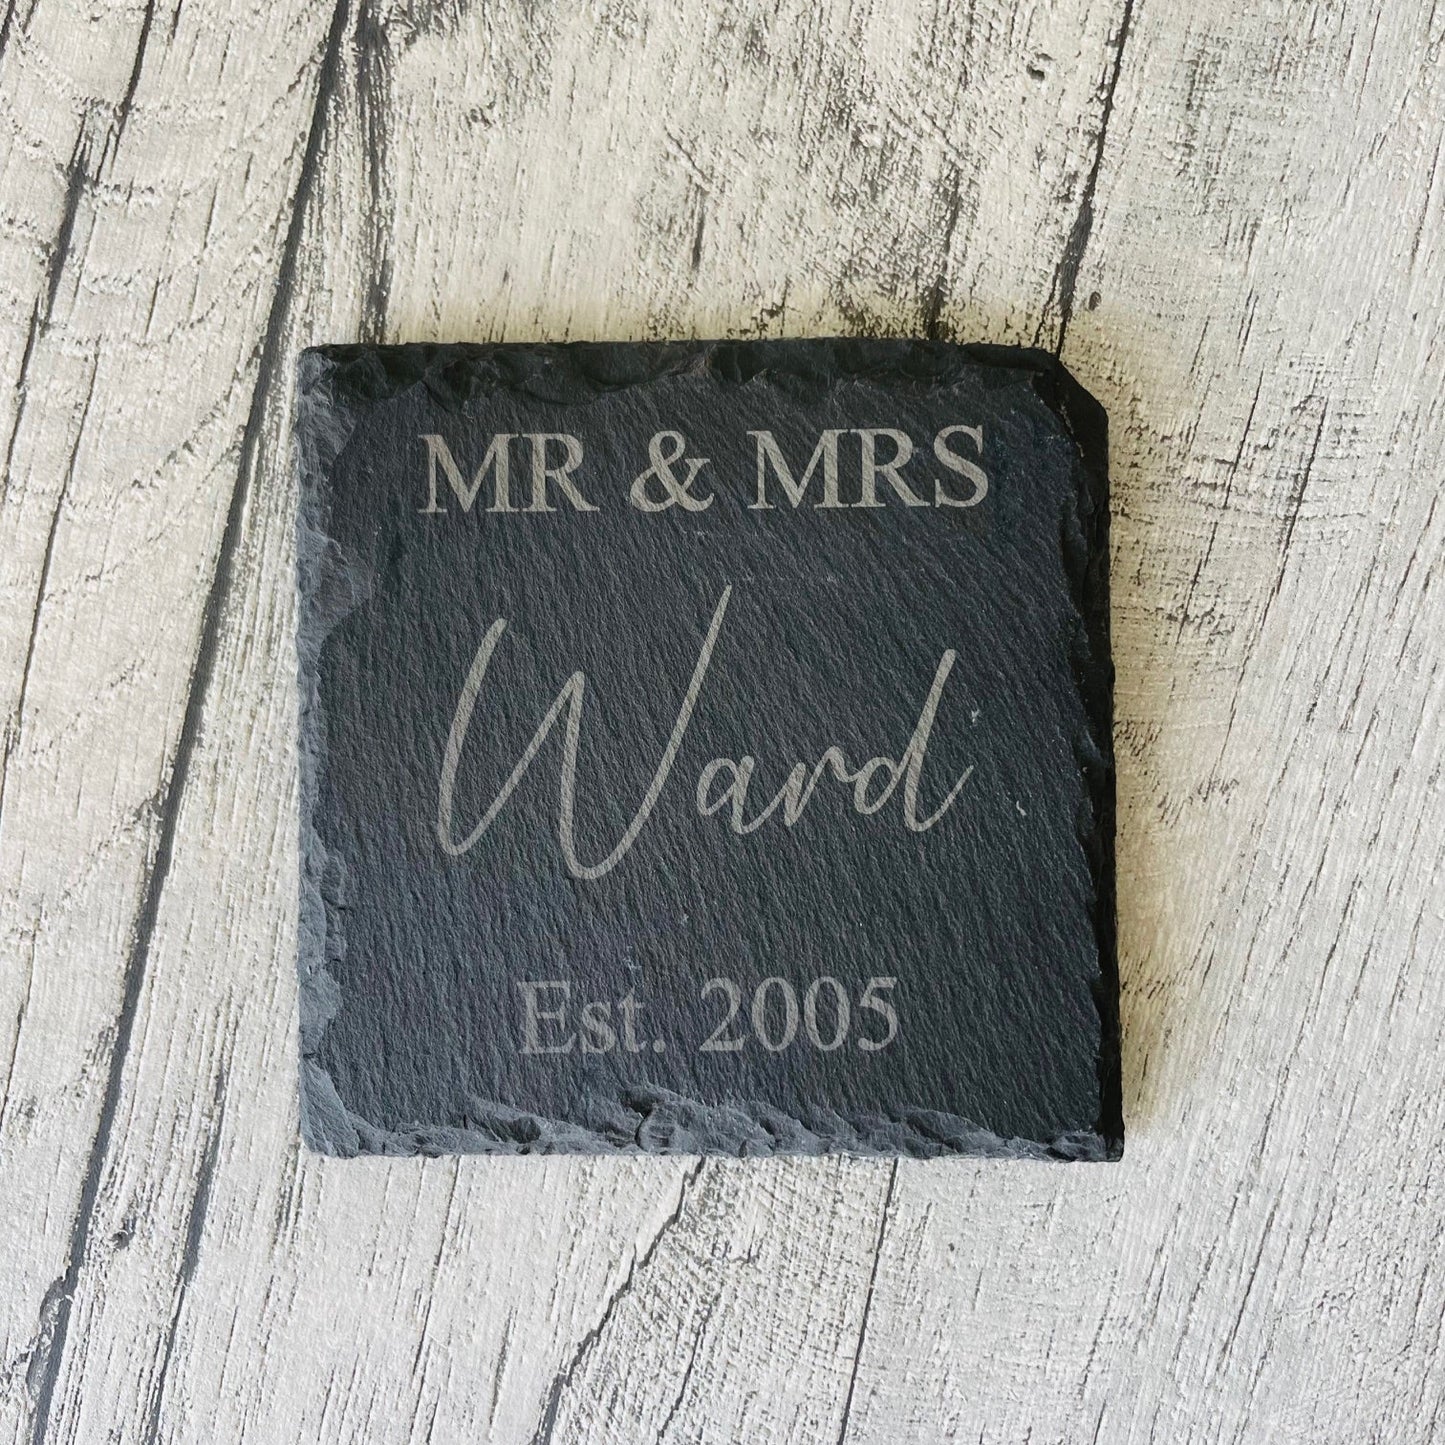 MR & MRS
Ward
Est. 2005